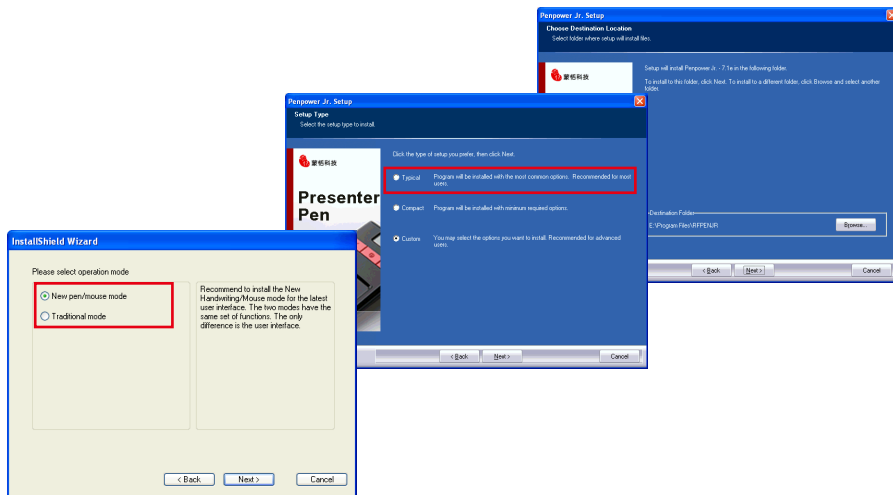 Penpower Jr. Setup
Choose Destination Location
Select folder where setup will install files.
蒙恬科技
Setup will install Penpower Jr. - 7.1e in the following folder.
To install to this folder, click Next. To install to a different folder, click Browse and select another
folder.
Destination Folder
E:\Program Files\RFPENJR\
Browse...
< Back
Next >
Cancel
Penpower Jr. Setup
Setup Type
Select the setup type to install.
蒙恬科技
Presenter
Pen
Click the type of setup you prefer, then click Next.
Typical Program will be installed with the most common options. Recommended for most
users.
Compact Program will be installed with minimum required options.
Custom You may select the options you want to install. Recommended for advanced
users.
< Back
Next >
Cancel
InstallShield Wizard
Please select operation mode
New pen/mouse mode
Traditional mode
Recommend to install the New
Handwriting/Mouse mode for the latest
user interface. The two modes have the
same set of functions. The only
difference is the user interface.
< Back
Next >
Cancel